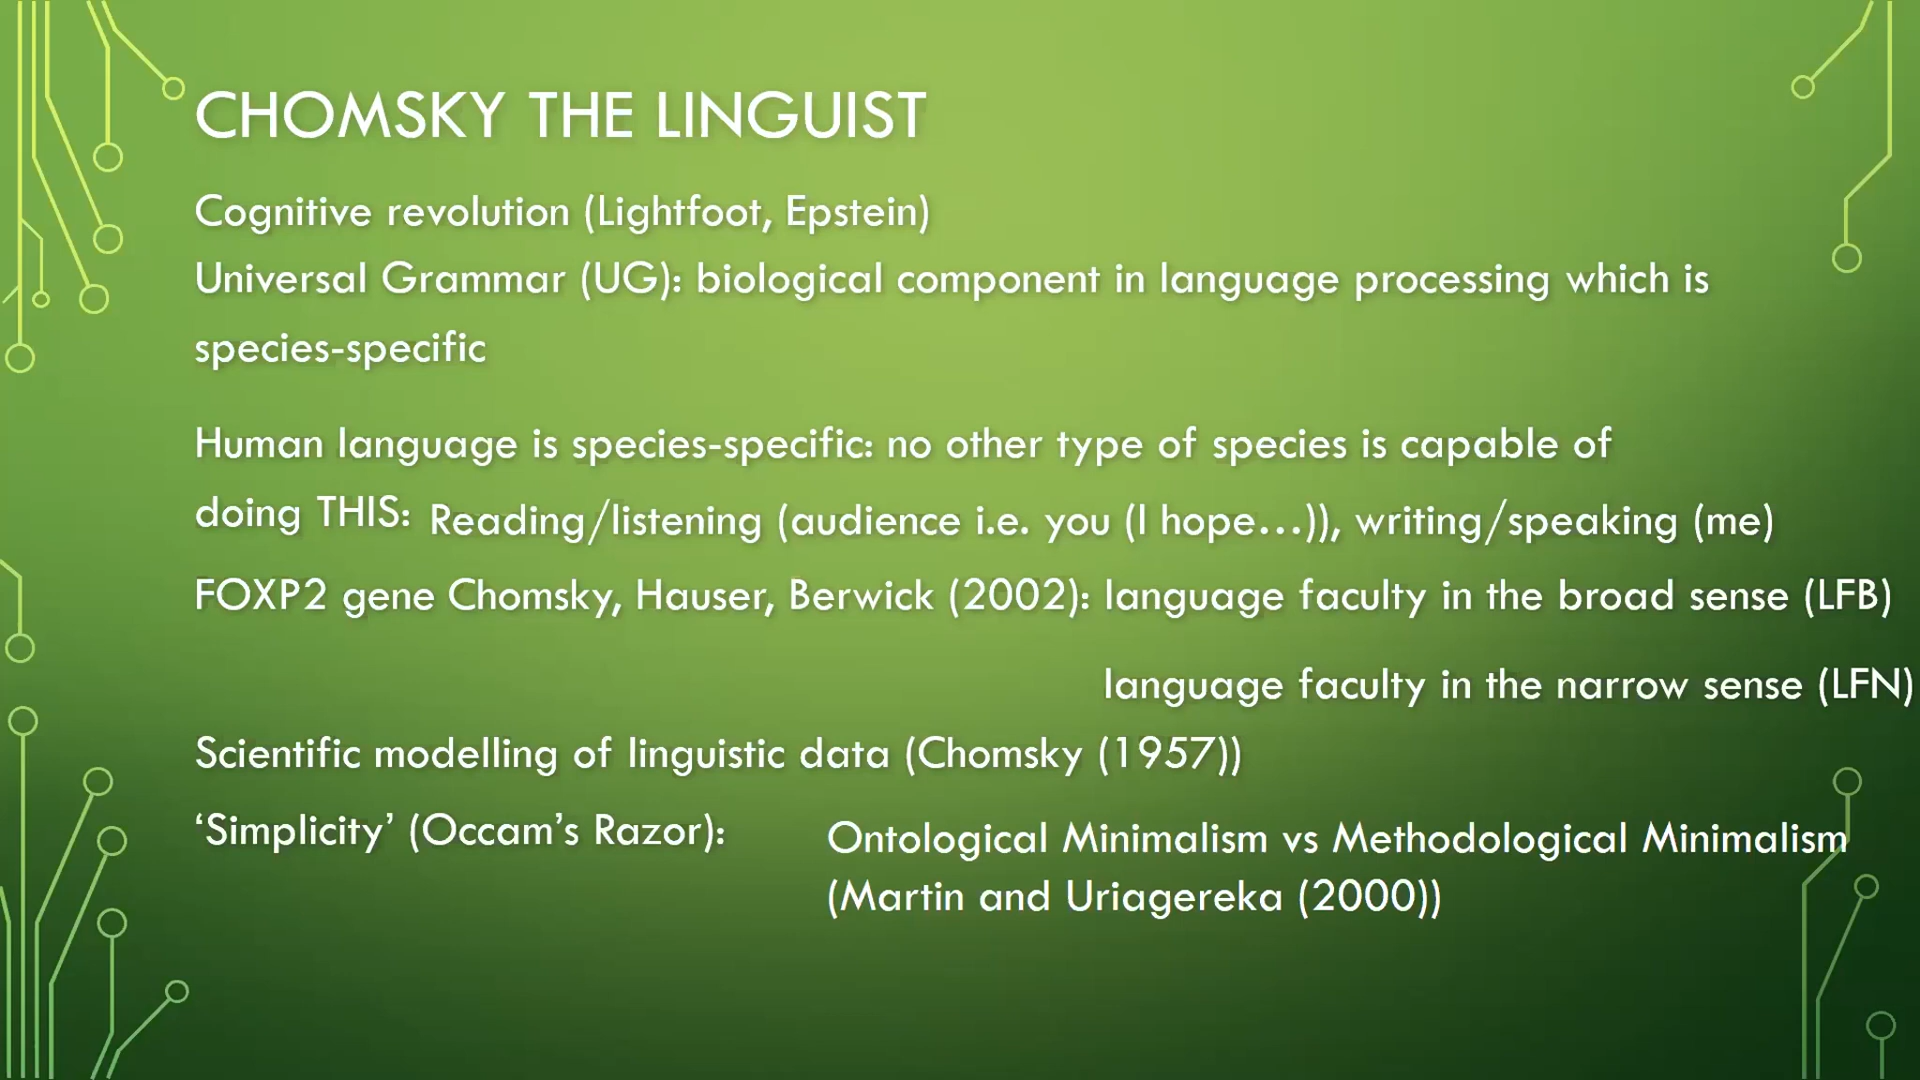 CHOMSKY THE LINGUIST
Cognitive revolution (Lightfoot, Epstein)
Universal Grammar (UG): biological component in language processing which is
species-specific
Human language is species-specific: no other type of species is capable of
doing THIS: Reading/listening (audience i.e. you (I hope…)), writing/speaking (me)
FOXP2 gene Chomsky, Hauser, Berwick (2002): language faculty in the broad sense (LFB)
language faculty in the narrow sense (LFN)
Scientific modelling of linguistic data (Chomsky (1957))
‘Simplicity’ (Occam’s Razor): Ontological Minimalism vs Methodological Minimalism
(Martin and Uriagereka (2000))